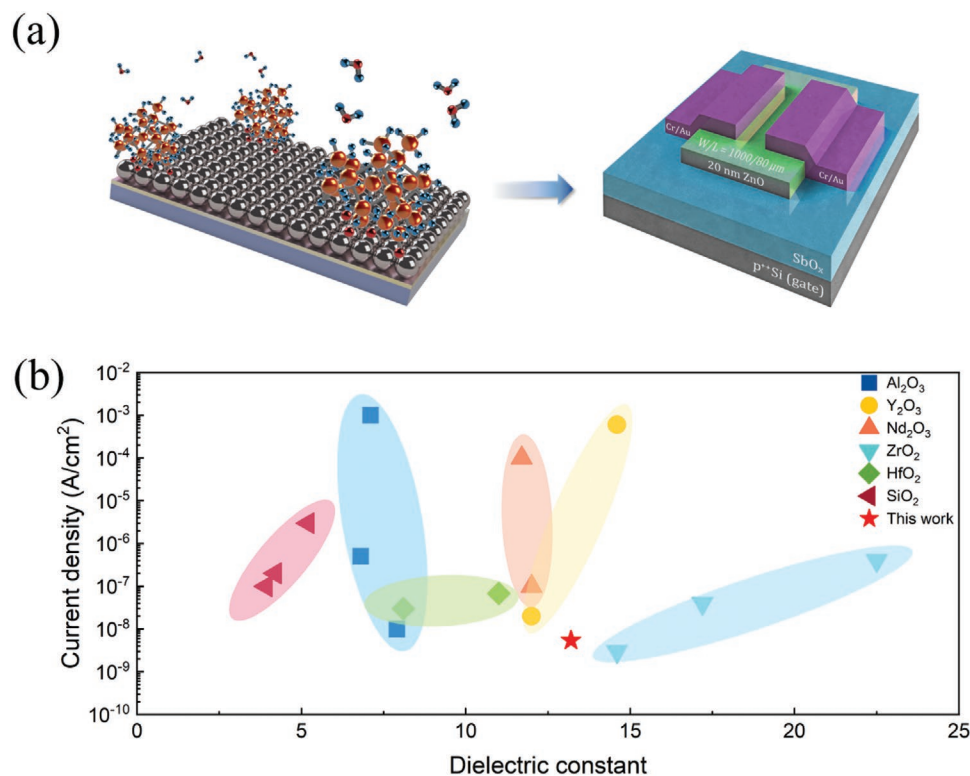 (a)
Cr/Au
W/L = 1000/80 μm
20 nm ZnO
Cr/Au
SbOₓ
p⁺⁺Si (gate)
(b)
Current density (A/cm²)
10⁻²
10⁻³
10⁻⁴
10⁻⁵
10⁻⁶
10⁻⁷
10⁻⁸
10⁻⁹
10⁻¹⁰
Al₂O₃
Y₂O₃
Nd₂O₃
ZrO₂
HfO₂
SiO₂
This work
0 5 10 15 20 25
Dielectric constant